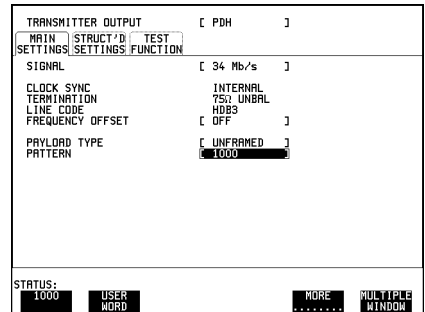 TRANSMITTER OUTPUT [ PDH ]
MAIN SETTINGS STRUCT'D SETTINGS TEST FUNCTION
SIGNAL [ 34 Mb/s ]
CLOCK SYNC INTERNAL
TERMINATION 75Ω UNBAL
LINE CODE HDB3
FREQUENCY OFFSET [ OFF ]
PAYLOAD TYPE [ UNFRAMED ]
PATTERN [ 1000 ]
STATUS:
1000 USER WORD MORE ........ MULTIPLE WINDOW